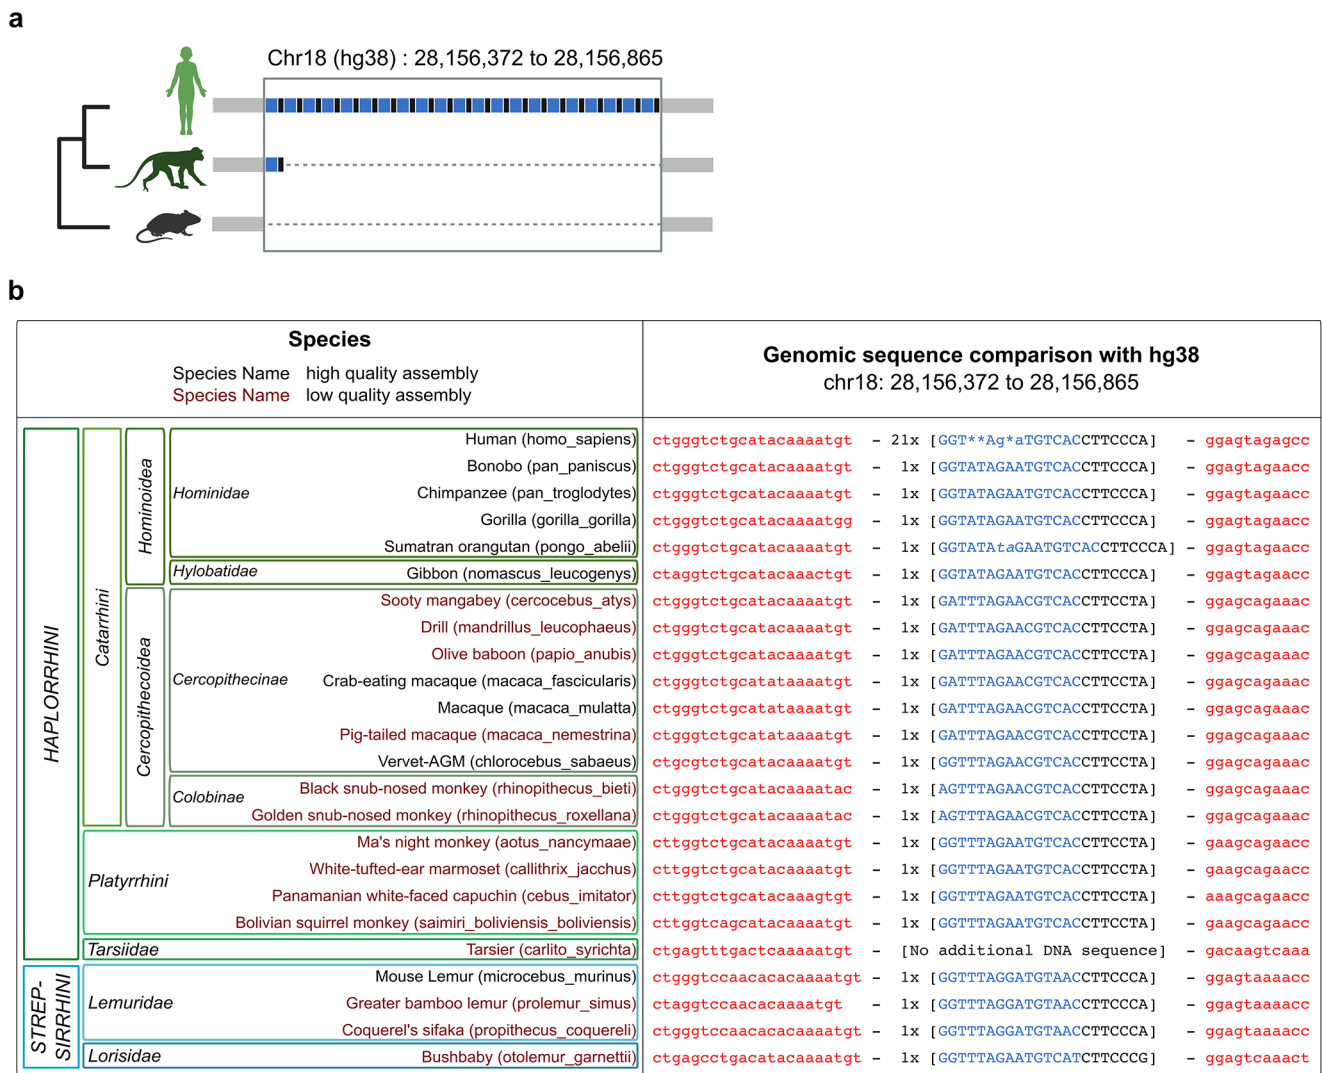 a
Chr18 (hg38) : 28,156,372 to 28,156,865
b
Species
Species Name high quality assembly
Species Name low quality assembly
Genomic sequence comparison with hg38
chr18: 28,156,372 to 28,156,865
HAPLORRHINI
Catarrhini
Hominoidea
Hominidae
Human (homo_sapiens) ctgggtctgcatacaaaatgt – 21x [GGT**Ag*aTGTCACCTTCCCA] – ggagtagagcc
Bonobo (pan_paniscus) ctgggtctgcatacaaaatgt – 1x [GGTATAGAATGTCACCTTCCCA] – ggagtagaacc
Chimpanzee (pan_troglodytes) ctgggtctgcatacaaaatgt – 1x [GGTATAGAATGTCACCTTCCCA] – ggagtagaacc
Gorilla (gorilla_gorilla) ctgggtctgcatacaaaatgg – 1x [GGTATAGAATGTCACCTTCCCA] – ggagtagaacc
Sumatran orangutan (pongo_abelii) ctgggtctgcatacaaaatgt – 1x [GGTATAtaGAATGTCACCTTCCCA] – ggagtagaacc
Hylobatidae
Gibbon (nomascus_leucogenys) ctaggtctgcatacaaactgt – 1x [GGTATAGAATGTCACCTTCCCA] – ggagtagaacc
Cercopithecoidea
Cercopithecinae
Sooty mangabey (cercocebus_atys) ctgggtctgcatacaaaatgt – 1x [GATTTAGAACGTCACCTTCCTA] – ggagcagaaac
Drill (mandrillus_leucophaeus) ctgggtctgcatacaaaatgt – 1x [GATTTAGAACGTCACCTTCCTA] – ggagcagaaac
Olive baboon (papio_anubis) ctgggtctgcatacaaaatgt – 1x [GATTTAGAACGTCACCTTCCTA] – ggagcagaaac
Crab-eating macaque (macaca_fascicularis) ctgggtctgcatataaaatgt – 1x [GATTTAGAACGTCACCTTCCTA] – ggagcagaaac
Macaque (macaca_mulatta) ctgggtctgcatataaaatgt – 1x [GATTTAGAACGTCACCTTCCTA] – ggagcagaaac
Pig-tailed macaque (macaca_nemestrina) ctgggtctgcatataaaatgt – 1x [GATTTAGAACGTCACCTTCCTA] – ggagcagaaac
Vervet-AGM (chlorocebus_sabaeus) ctgcgtctgcatacaaaatgt – 1x [GGTTTAGAACGTCACCTTCCTA] – ggagcagaaac
Colobinae
Black snub-nosed monkey (rhinopithecus_bieti) ctgggtctgcatacaaaatac – 1x [AGTTTAGAACGTCACCTTCCTA] – ggagcagaaac
Golden snub-nosed monkey (rhinopithecus_roxellana) ctgggtctgcatacaaaatac – 1x [AGTTTAGAACGTCACCTTCCTA] – ggagcagaaac
Platyrrhini
Ma's night monkey (aotus_nancymaae) cttggtctgcatacaaaatgt – 1x [GGTTTAGAATGTCACCTTCCTA] – gaagcagaacc
White-tufted-ear marmoset (callithrix_jacchus) cttggtctgcatacaaaatgt – 1x [GGTTTAGAATGTCACCTTCCTA] – gaagcagaacc
Panamanian white-faced capuchin (cebus_imitator) cttggtctgcatacaaagtgt – 1x [GGTTTAGAATGTCACCTTCCTA] – aaagcagaacc
Bolivian squirrel monkey (saimiri_boliviensis_boliviensis) cttggtcagcatacaaaatgt – 1x [GGTTTAGAATGTCACCTTCCTA] – gaagcagaacc
Tarsiidae
Tarsier (carlito_syrichta) ctgagtttgactcaaaaatgt – [No additional DNA sequence] – gacaagtcaaa
STREP-
SIRRHINI
Lemuridae
Mouse Lemur (microcebus_murinus) ctgggtccaacacacaaaatgt – 1x [GGTTTAGGATGTAACCTTCCCA] – ggagtaaaacc
Greater bamboo lemur (prolemur_simus) ctaggtccaacacaaaatgt – 1x [GGTTTAGGATGTAACCTTCCCA] – ggagtaaaacc
Coquerel's sifaka (propithecus_coquereli) ctgggtccaacacacaaaatgt – 1x [GGTTTAGGATGTAACCTTCCCA] – ggagtaaaacc
Lorisidae
Bushbaby (otolemur_garnettii) ctgagcctgacatacaaaatgt – 1x [GGTTTAGAATGTCATCTTCCCG] – ggagtcaaact